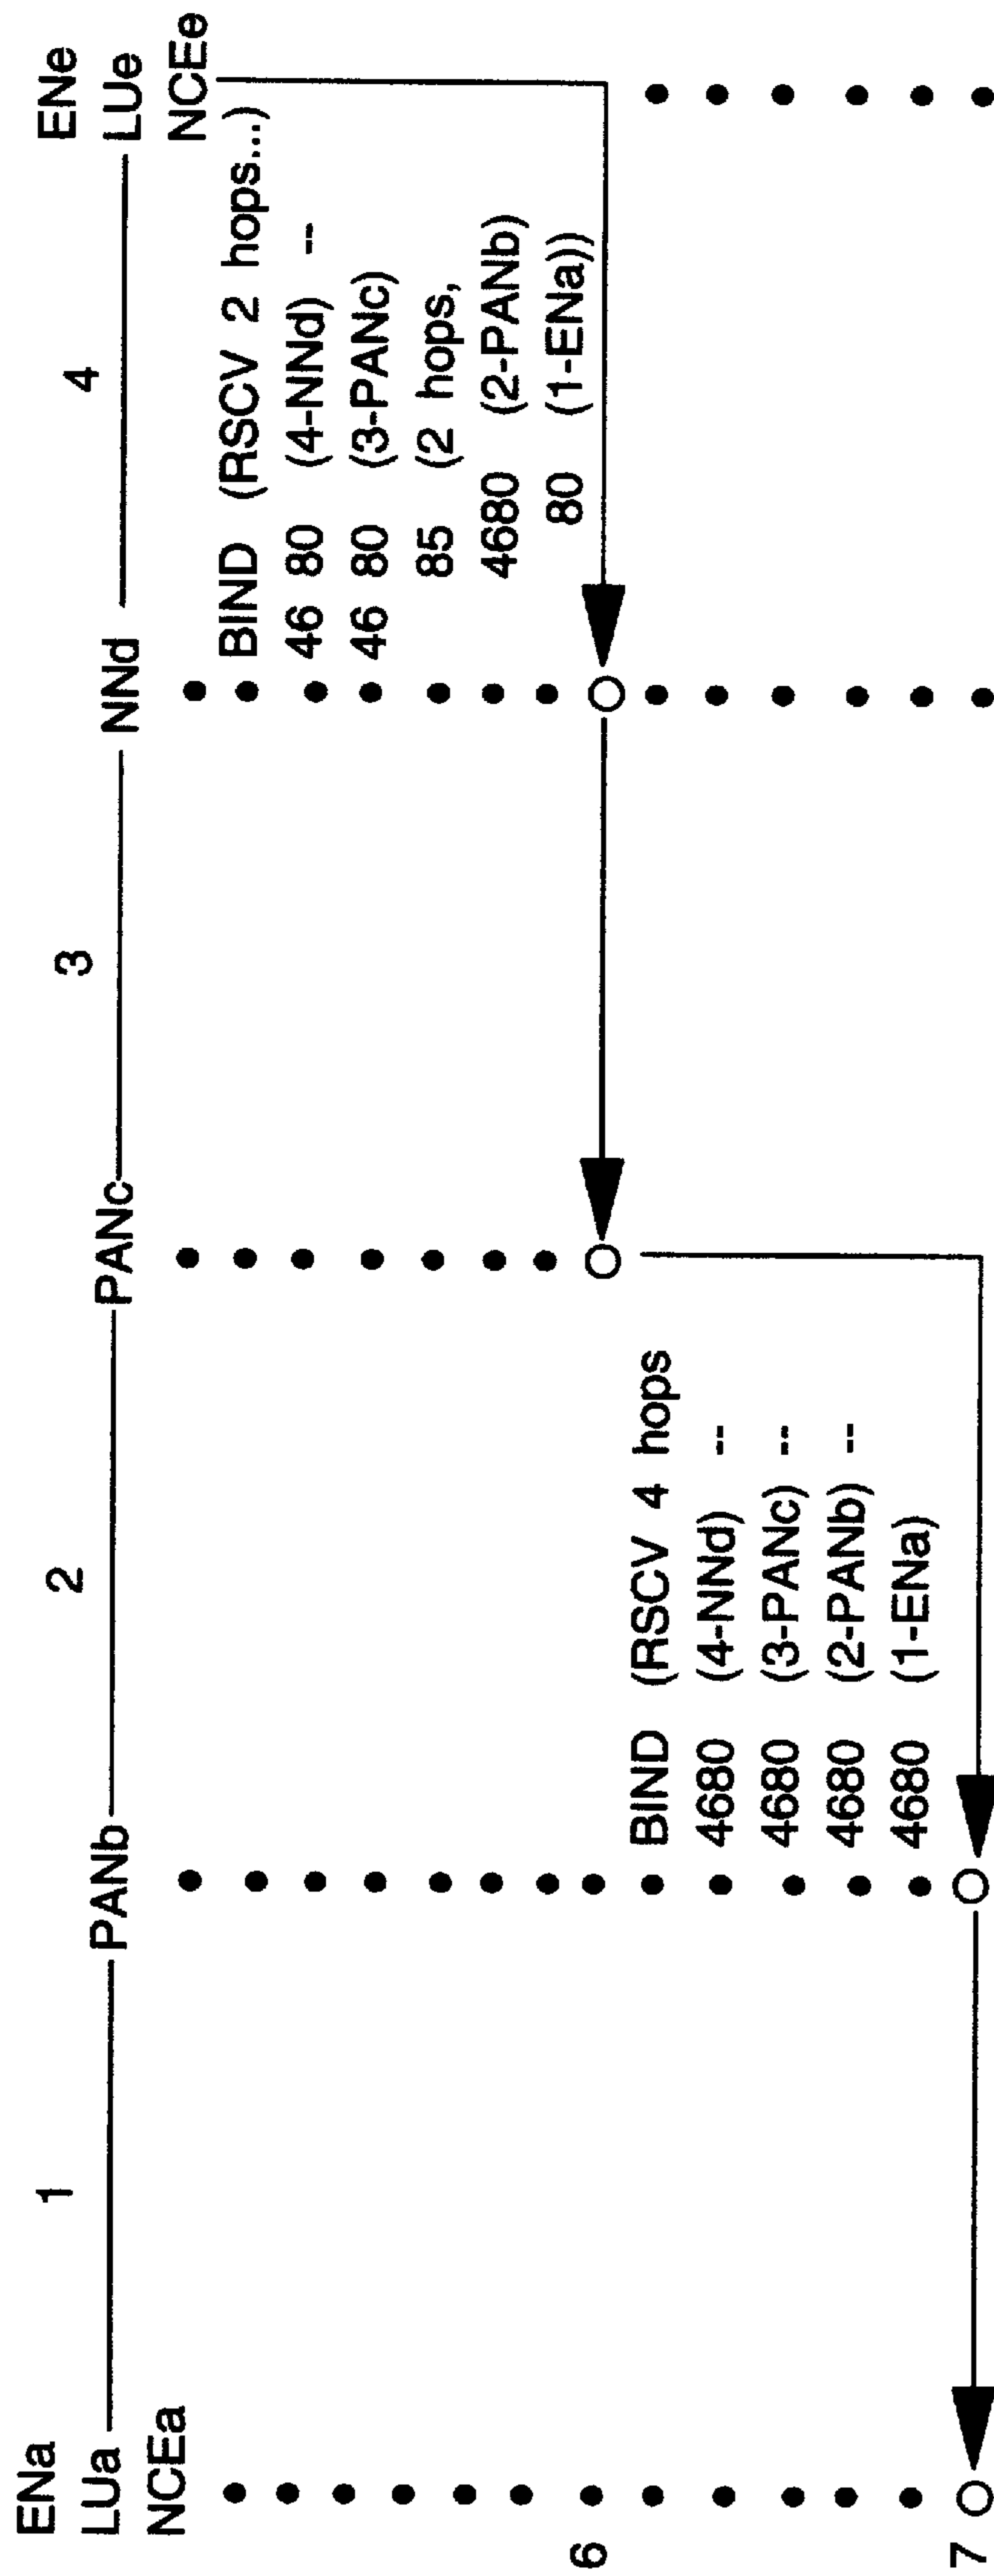 ENa
LUa
NCEa
1
PANb
2
PANc
3
NNd
4
ENe
LUe
NCEe
BIND (RSCV 2 hops...)
46 80 (4-NNd) --
46 80 (3-PANc)
85 (2 hops,
4680 (2-PANb)
80 (1-ENa))
6
BIND (RSCV 4 hops
4680 (4-NNd) --
4680 (3-PANc) --
4680 (2-PANb) --
4680 (1-ENa)
7